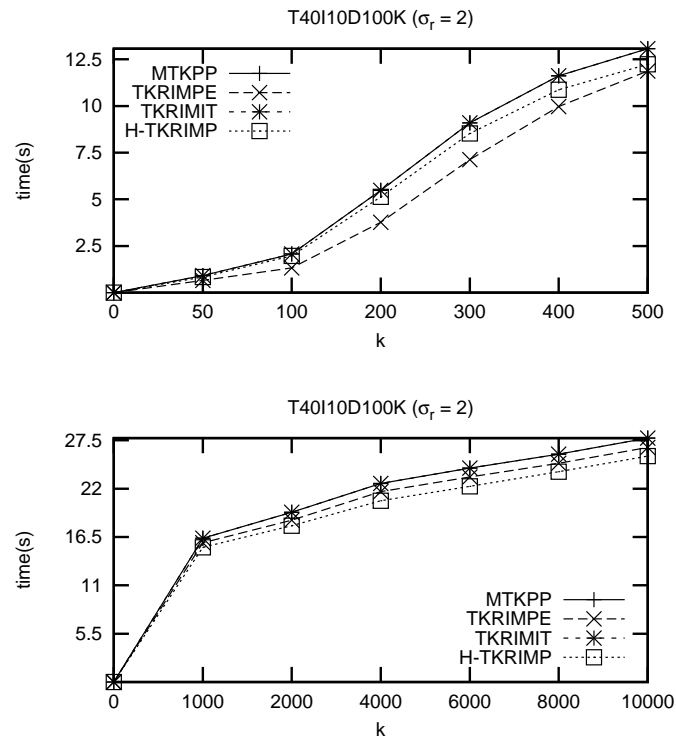 T40I10D100K (σr = 2)
12.5
10
7.5
5
2.5
time(s)
MTKPP
TKRIMPE
TKRIMIT
H-TKRIMP
0 50 100 200 300 400 500
k
T40I10D100K (σr = 2)
27.5
22
16.5
11
5.5
time(s)
MTKPP
TKRIMPE
TKRIMIT
H-TKRIMP
0 1000 2000 4000 6000 8000 10000
k